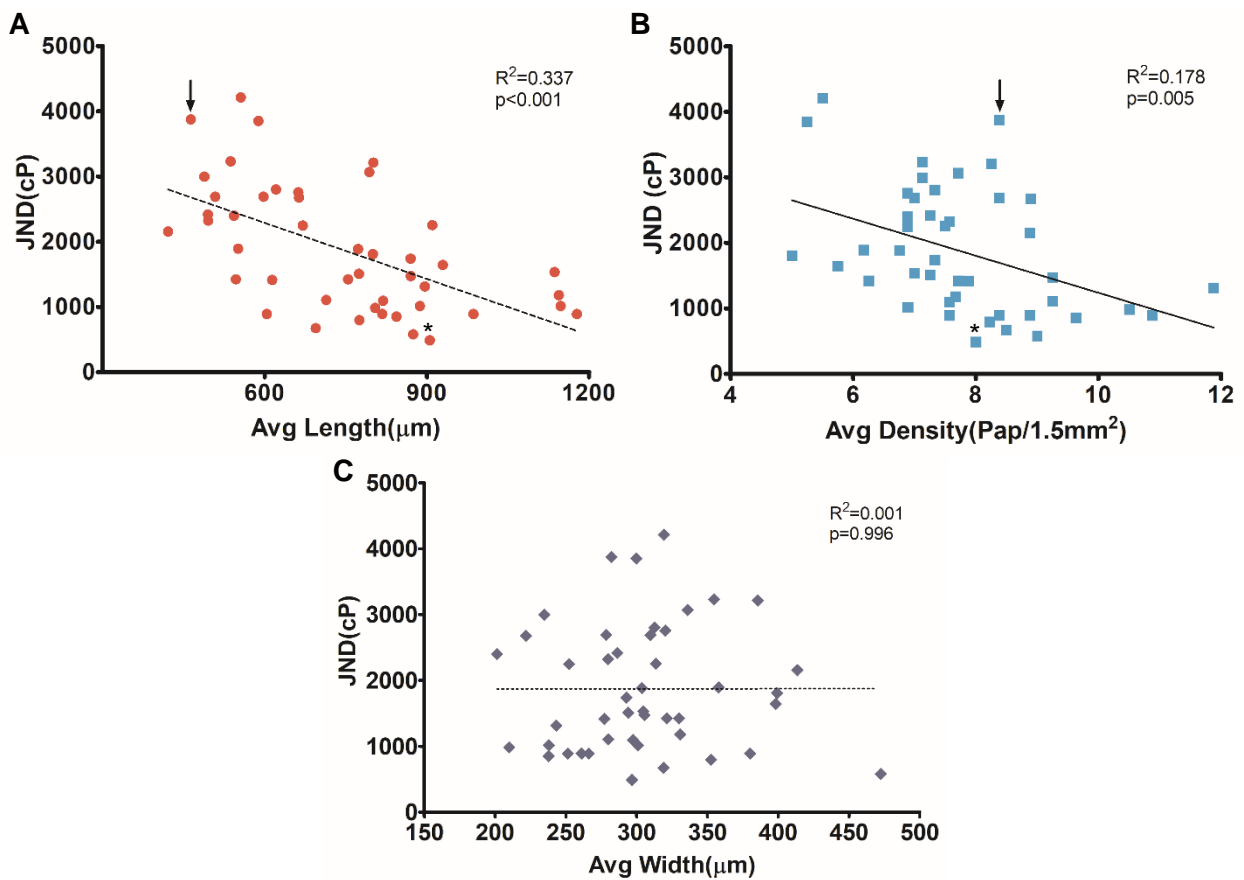 A
5000
4000
3000
2000
1000
0
JND(cP)
R²=0.337
p<0.001
*
600
900
1200
Avg Length(μm)
B
5000
4000
3000
2000
1000
0
JND (cP)
R²=0.178
p=0.005
*
4
6
8
10
12
Avg Density(Pap/1.5mm²)
C
5000
4000
3000
2000
1000
0
JND(cP)
R²=0.001
p=0.996
150
200
250
300
350
400
450
500
Avg Width(μm)